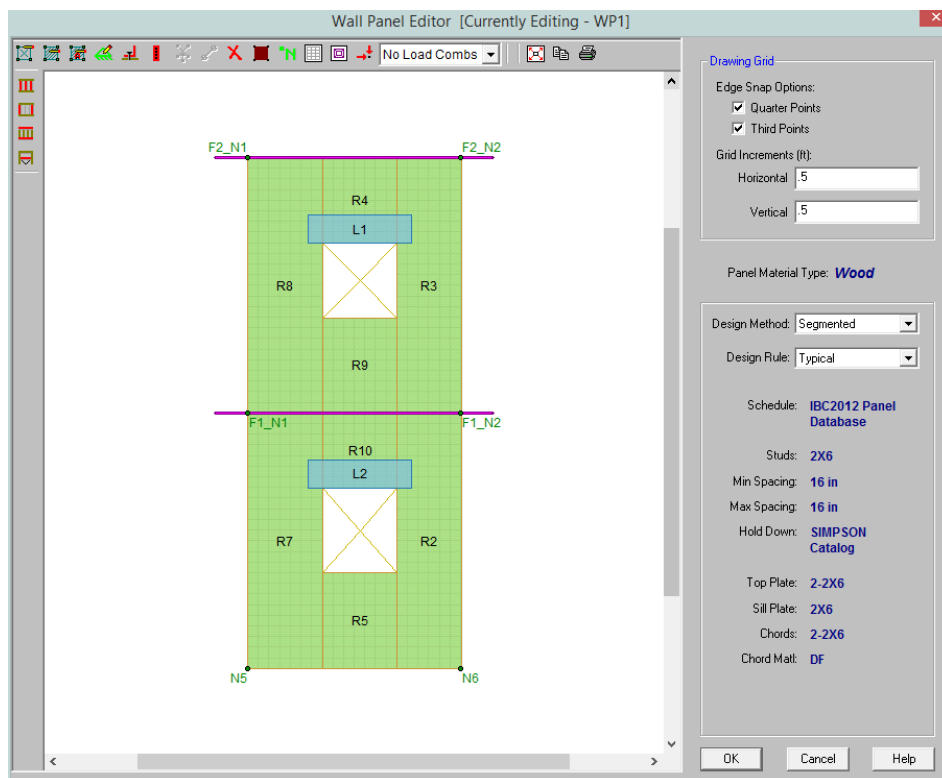 Wall Panel Editor [Currently Editing - WP1]
No Load Combs
N
F2_N1
F2_N2
R4
L1
R8
R3
R9
F1_N1
F1_N2
R10
L2
R7
R2
R5
N5
N6
Drawing Grid
Edge Snap Options:
Quarter Points
Third Points
Grid Increments (ft):
Horizontal .5
Vertical .5
Panel Material Type: Wood
Design Method: Segmented
Design Rule: Typical
Schedule: IBC2012 Panel
Database
Studs: 2X6
Min Spacing: 16 in
Max Spacing: 16 in
Hold Down: SIMPSON
Catalog
Top Plate: 2-2X6
Sill Plate: 2X6
Chords: 2-2X6
Chord Matl: DF
OK Cancel Help